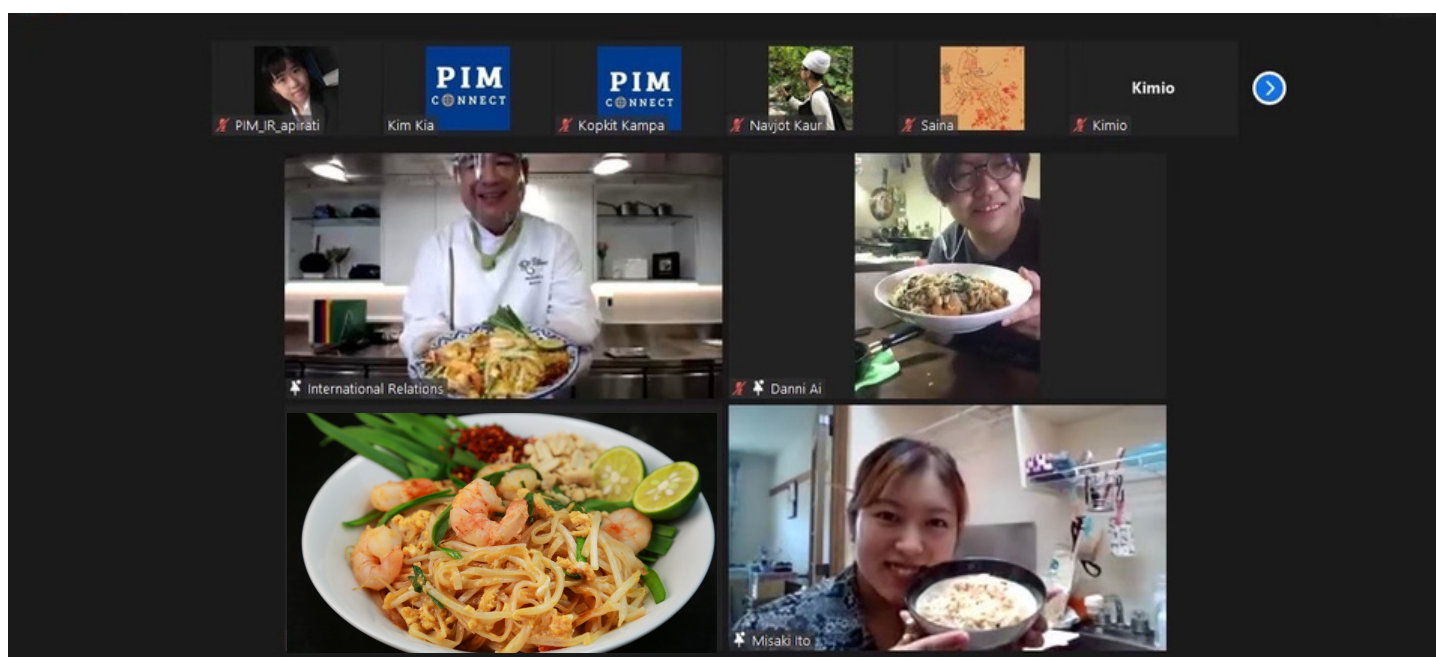 PIM
CONNECT
PIM
CONNECT
Kimio
PIM_IR_apirati
Kim Kia
Kopkit Kampa
Navjot Kaur
Saina
Kimio
International Relations
Danni Ai
Misaki Ito